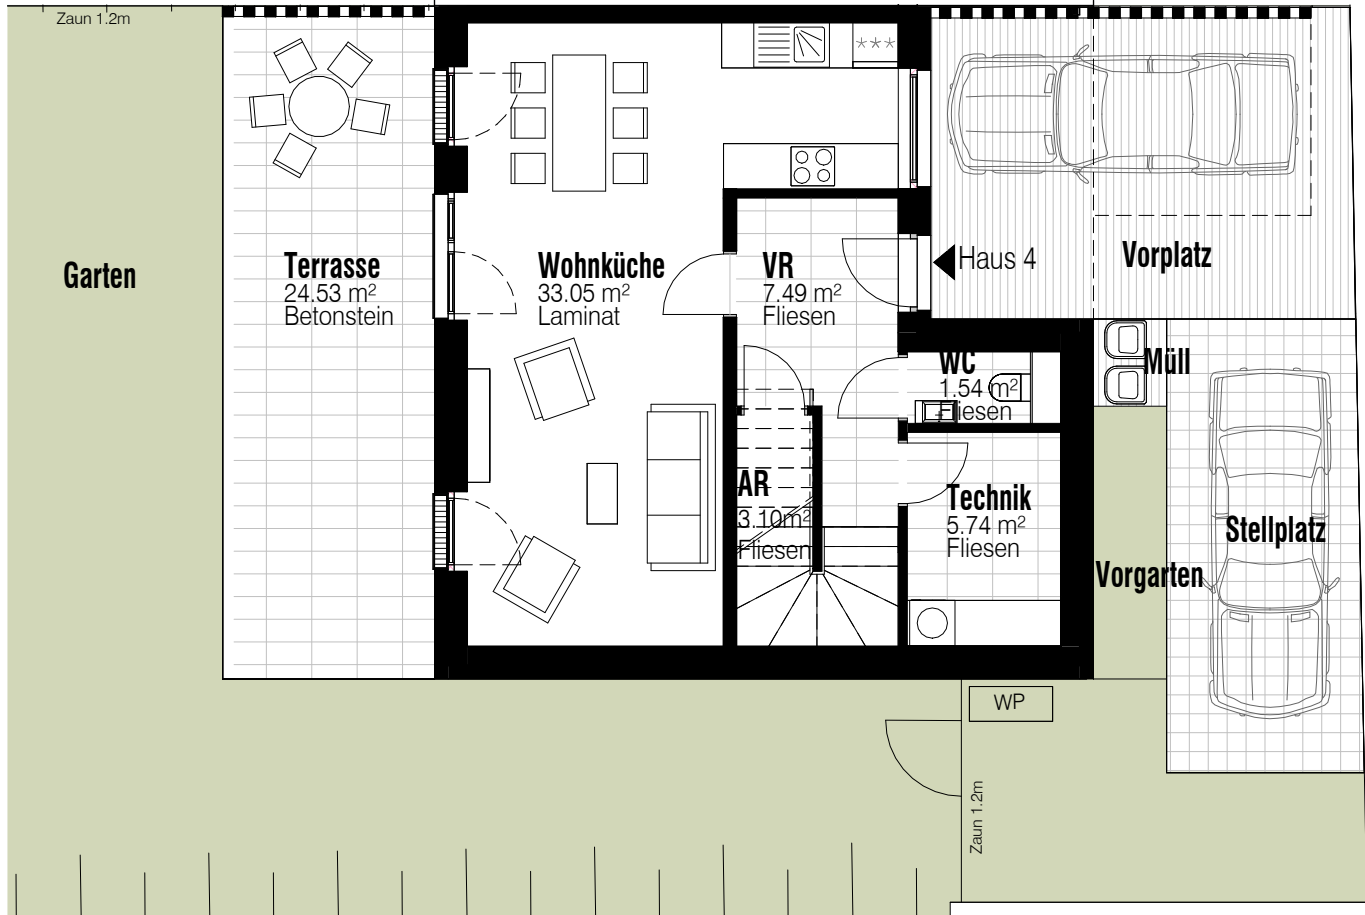 Zaun 1.2m
Garten
Terrasse
24.53 m²
Betonstein
Wohnküche
33.05 m²
Laminat
VR
7.49 m²
Fliesen
Haus 4
Vorplatz
***
WC
1.54 m²
Fliesen
Müll
AR
3.10m²
Fliesen
Technik
5.74 m²
Fliesen
Vorgarten
Stellplatz
WP
Zaun 1.2m